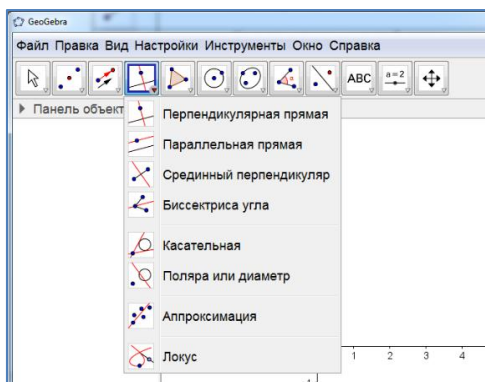 GeoGebra
Файл Правка Вид Настройки Инструменты Окно Справка
ABC a=2
Панель объект
Перпендикулярная прямая
Параллельная прямая
Срединный перпендикуляр
Биссектриса угла
Касательная
Поляра или диаметр
Аппроксимация
Локус
1 2 3 4